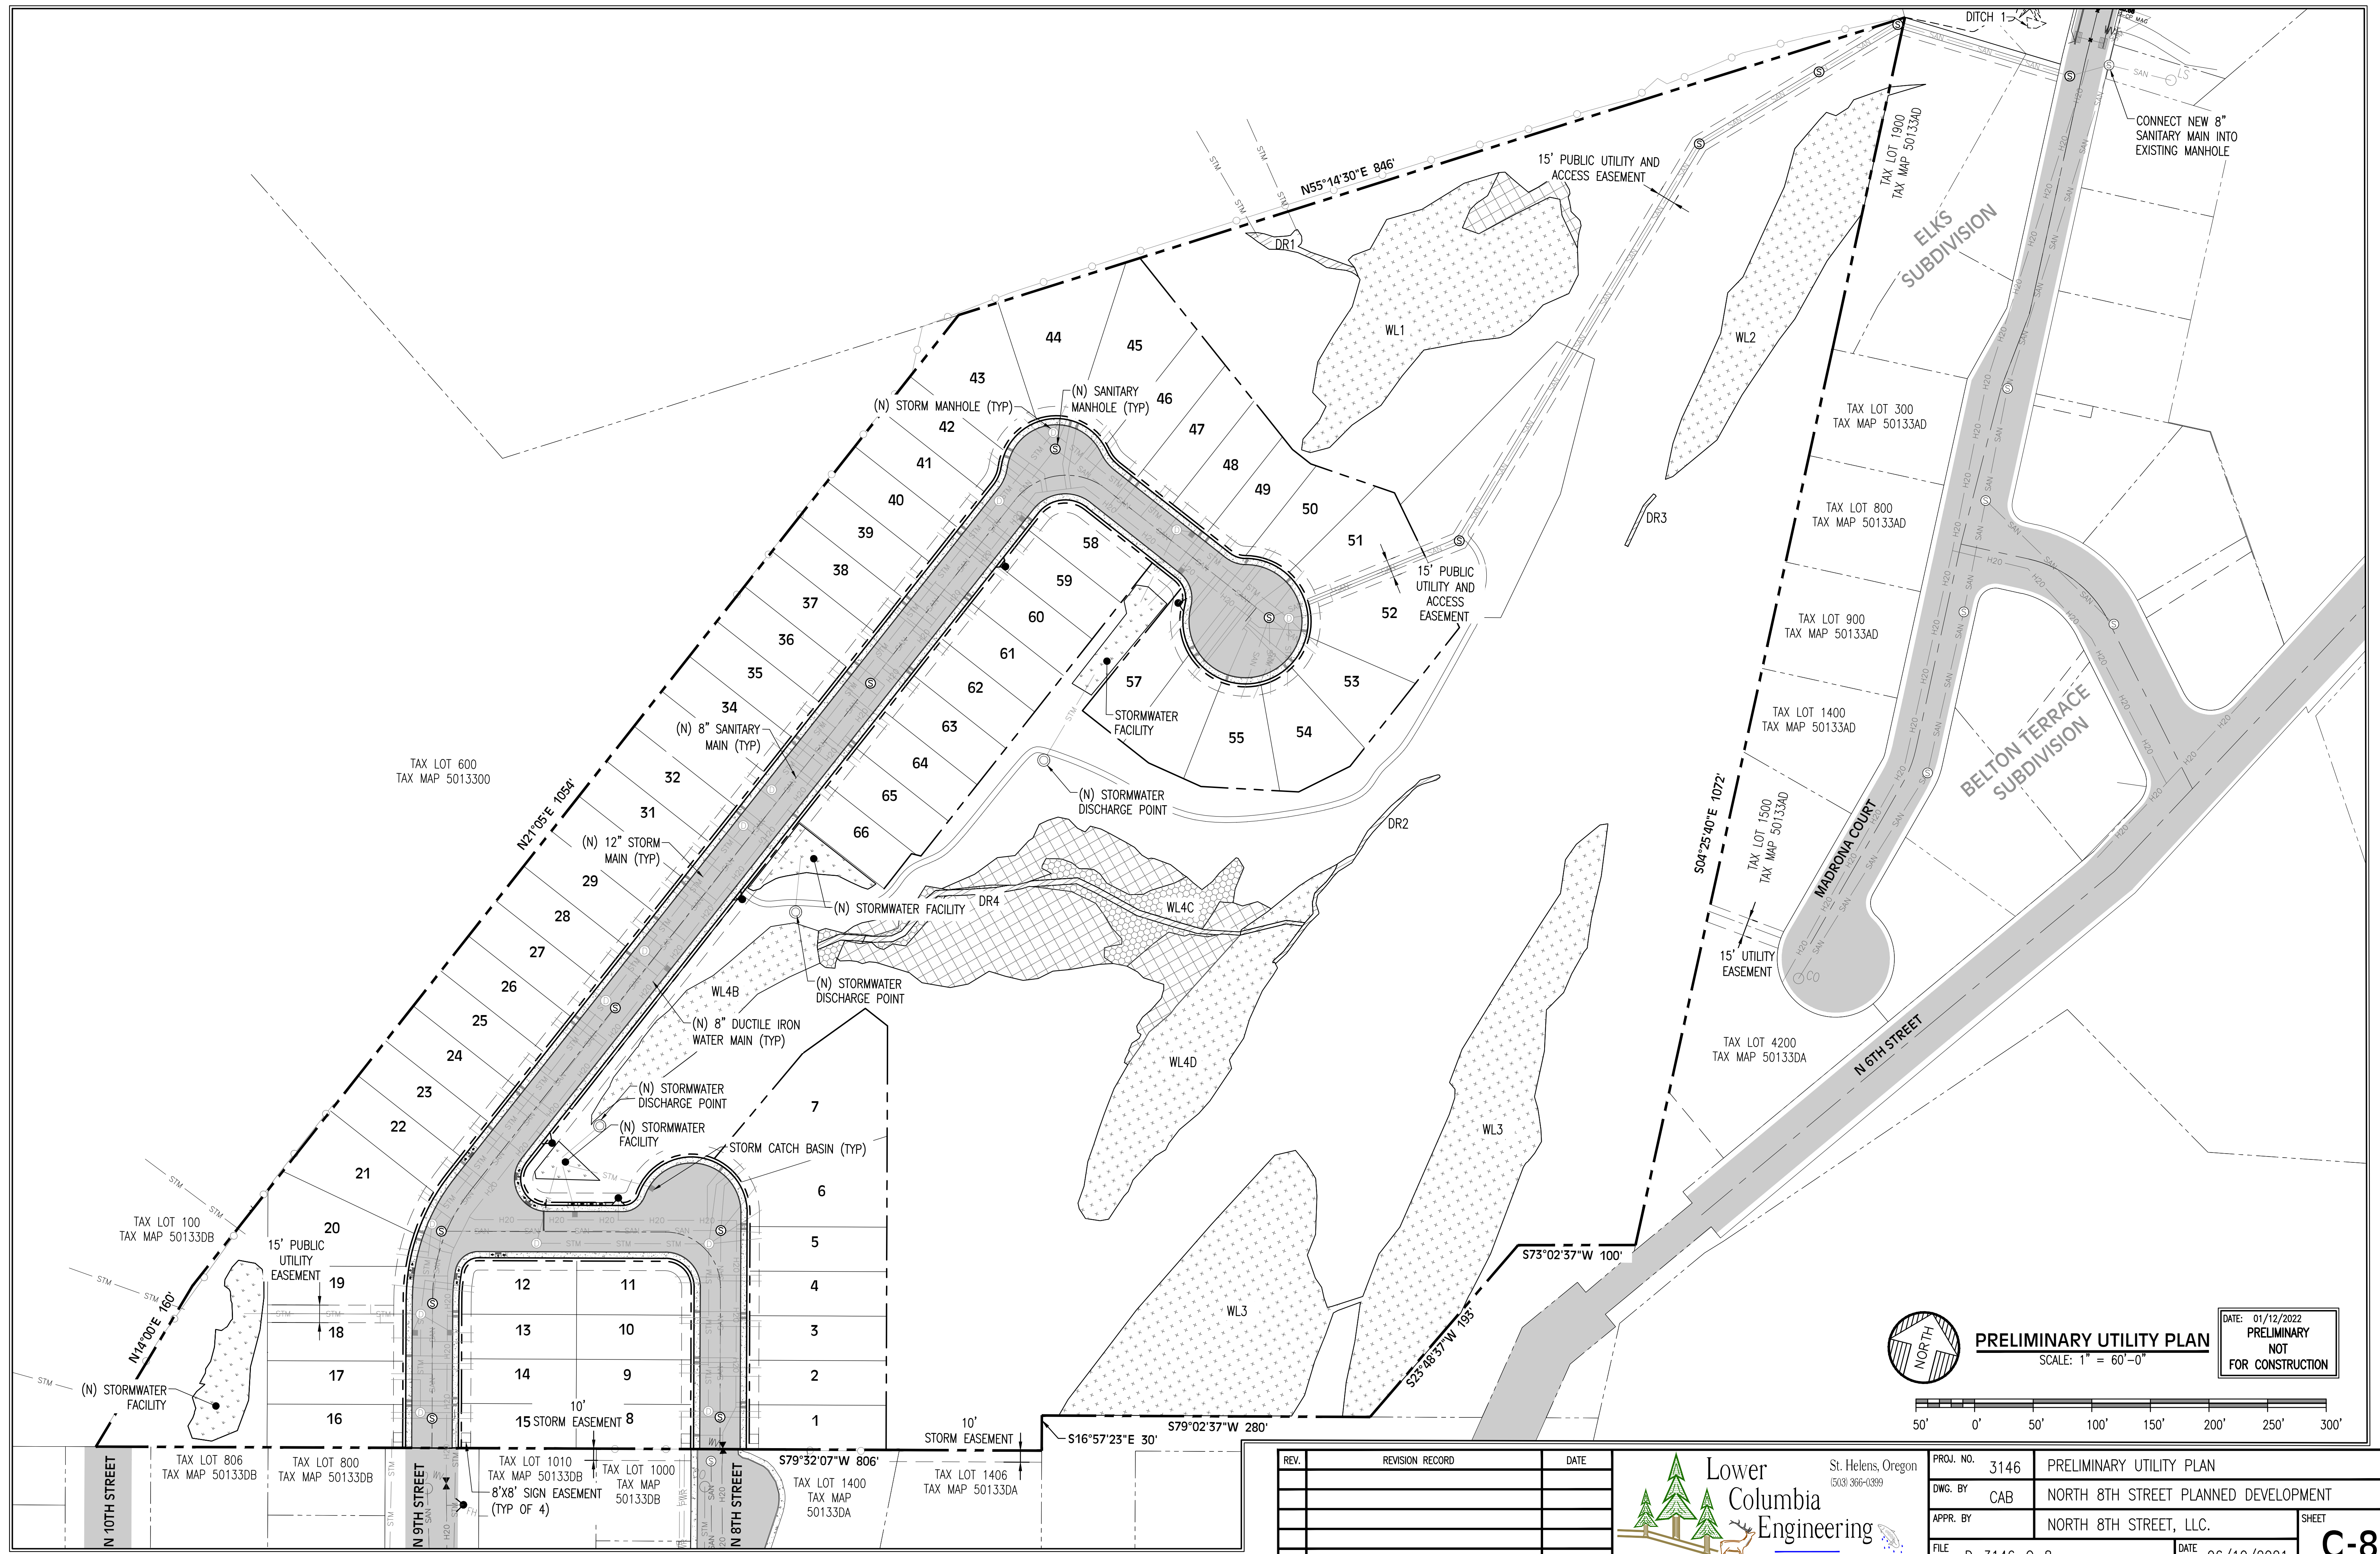 DITCH 1
CONNECT NEW 8"
SANITARY MAIN INTO
EXISTING MANHOLE
LS
TAX LOT 1900
TAX MAP 50133AD
ELKS
SUBDIVISION
N55°14'30"E 846'
15' PUBLIC UTILITY AND
ACCESS EASEMENT
DR1
WL1
WL2
DR3
44
45
43
46
42
47
41
48
40
49
39
50
38
51
37
52
36
53
35
54
34
55
32
57
31
58
29
59
28
60
27
61
26
62
25
63
24
64
23
65
22
66
21
20
19
18
17
16
(N) SANITARY
MANHOLE (TYP)
(N) STORM MANHOLE (TYP)
15' PUBLIC
UTILITY AND
ACCESS
EASEMENT
STORMWATER
FACILITY
(N) 8" SANITARY
MAIN (TYP)
(N) STORMWATER
DISCHARGE POINT
(N) 12" STORM
MAIN (TYP)
(N) STORMWATER FACILITY
DR4
WL4C
DR2
(N) STORMWATER
DISCHARGE POINT
WL4B
(N) 8" DUCTILE IRON
WATER MAIN (TYP)
WL4D
(N) STORMWATER
DISCHARGE POINT
(N) STORMWATER
FACILITY
STORM CATCH BASIN (TYP)
WL3
WL3
7
6
5
4
3
2
1
12
11
13
10
14
9
15
8
10'
STORM EASEMENT
TAX LOT 600
TAX MAP 5013300
N21°05'E 1054'
TAX LOT 100
TAX MAP 50133DB
15' PUBLIC
UTILITY
EASEMENT
N14°00'E 160'
(N) STORMWATER
FACILITY
TAX LOT 300
TAX MAP 50133AD
TAX LOT 800
TAX MAP 50133AD
TAX LOT 900
TAX MAP 50133AD
TAX LOT 1400
TAX MAP 50133AD
TAX LOT 1500
TAX MAP 50133AD
S04°25'40"E 1072'
MADRONA COURT
BELTON TERRACE
SUBDIVISION
15' UTILITY
EASEMENT
CO
TAX LOT 4200
TAX MAP 50133DA
N 6TH STREET
S73°02'37"W 100'
S23°48'37"W 193'
S79°02'37"W 280'
S16°57'23"E 30'
10'
STORM EASEMENT
S79°32'07"W 806'
N 10TH STREET
TAX LOT 806
TAX MAP 50133DB
TAX LOT 800
TAX MAP 50133DB
N 9TH STREET
TAX LOT 1010
TAX MAP 50133DB
8'X8' SIGN EASEMENT
(TYP OF 4)
TAX LOT 1000
TAX MAP
50133DB
N 8TH STREET
TAX LOT 1400
TAX MAP
50133DA
TAX LOT 1406
TAX MAP 50133DA
NORTH
PRELIMINARY UTILITY PLAN
SCALE: 1" = 60'-0"
DATE: 01/12/2022
PRELIMINARY
NOT
FOR CONSTRUCTION
50' 0' 50' 100' 150' 200' 250' 300'
REV. REVISION RECORD DATE
Lower
Columbia
Engineering
St. Helens, Oregon
(503) 366-0399
PROJ. NO. 3146 PRELIMINARY UTILITY PLAN
DWG. BY CAB NORTH 8TH STREET PLANNED DEVELOPMENT
APPR. BY NORTH 8TH STREET, LLC.
SHEET
C-8
FILE
DATE